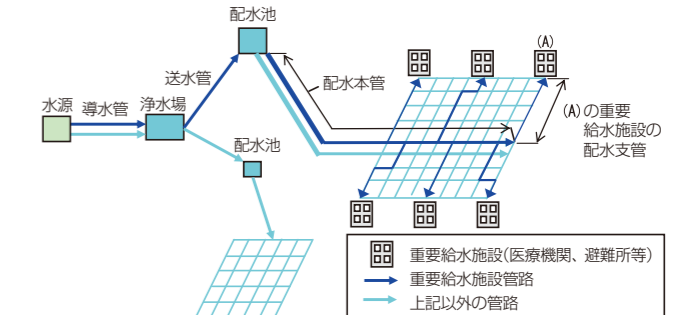 配水池
(A)
送水管
配水本管
水源
導水管
浄水場
(A)の重要
給水施設の
配水支管
配水池
重要給水施設(医療機関、避難所等)
重要給水施設管路
上記以外の管路